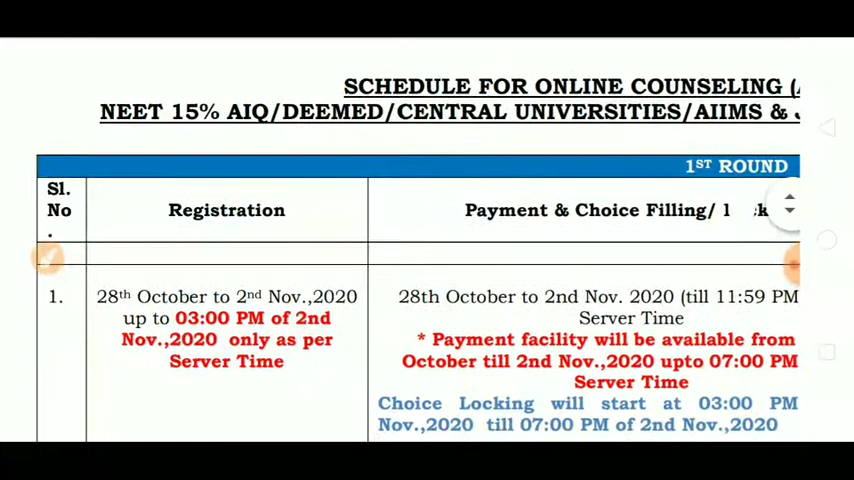 SCHEDULE FOR ONLINE COUNSELING (
NEET 15% AIQ/DEEMED/CENTRAL UNIVERSITIES/AIIMS &
1ST ROUND
Sl.
No
.
Registration
Payment & Choice Filling/
1.
28th October to 2nd Nov.,2020
up to 03:00 PM of 2nd
Nov.,2020 only as per
Server Time
28th October to 2nd Nov. 2020 (till 11:59 PM
Server Time
* Payment facility will be available from
October till 2nd Nov.,2020 upto 07:00 PM
Server Time
Choice Locking will start at 03:00 PM
Nov.,2020 till 07:00 PM of 2nd Nov.,2020